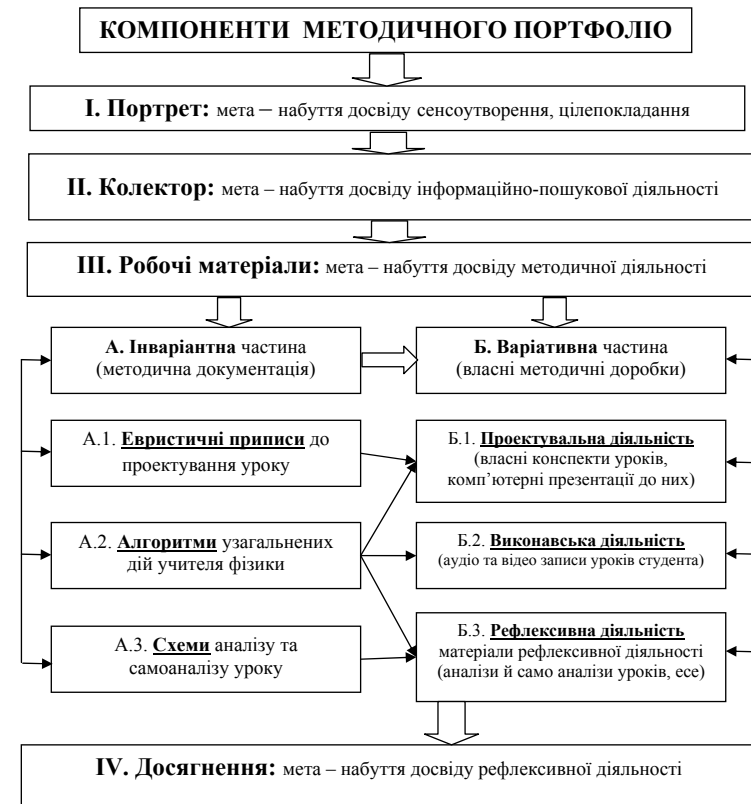 КОМПОНЕНТИ МЕТОДИЧНОГО ПОРТФОЛІО
І. Портрет: мета – набуття досвіду сенсоутворення, цілепокладання
ІІ. Колектор: мета – набуття досвіду інформаційно-пошукової діяльності
ІІІ. Робочі матеріали: мета – набуття досвіду методичної діяльності
А. Інваріантна частина
(методична документація)
Б. Варіативна частина
(власні методичні доробки)
А.1. Евристичні приписи до
проектування уроку
Б.1. Проектувальна діяльність
(власні конспекти уроків,
комп’ютерні презентації до них)
А.2. Алгоритми узагальнених
дій учителя фізики
Б.2. Виконавська діяльність
(аудіо та відео записи уроків студента)
А.3. Схеми аналізу та
самоаналізу уроку
Б.3. Рефлексивна діяльність
матеріали рефлексивної діяльності
(аналізи й само аналізи уроків, есе)
IV. Досягнення: мета – набуття досвіду рефлексивної діяльності